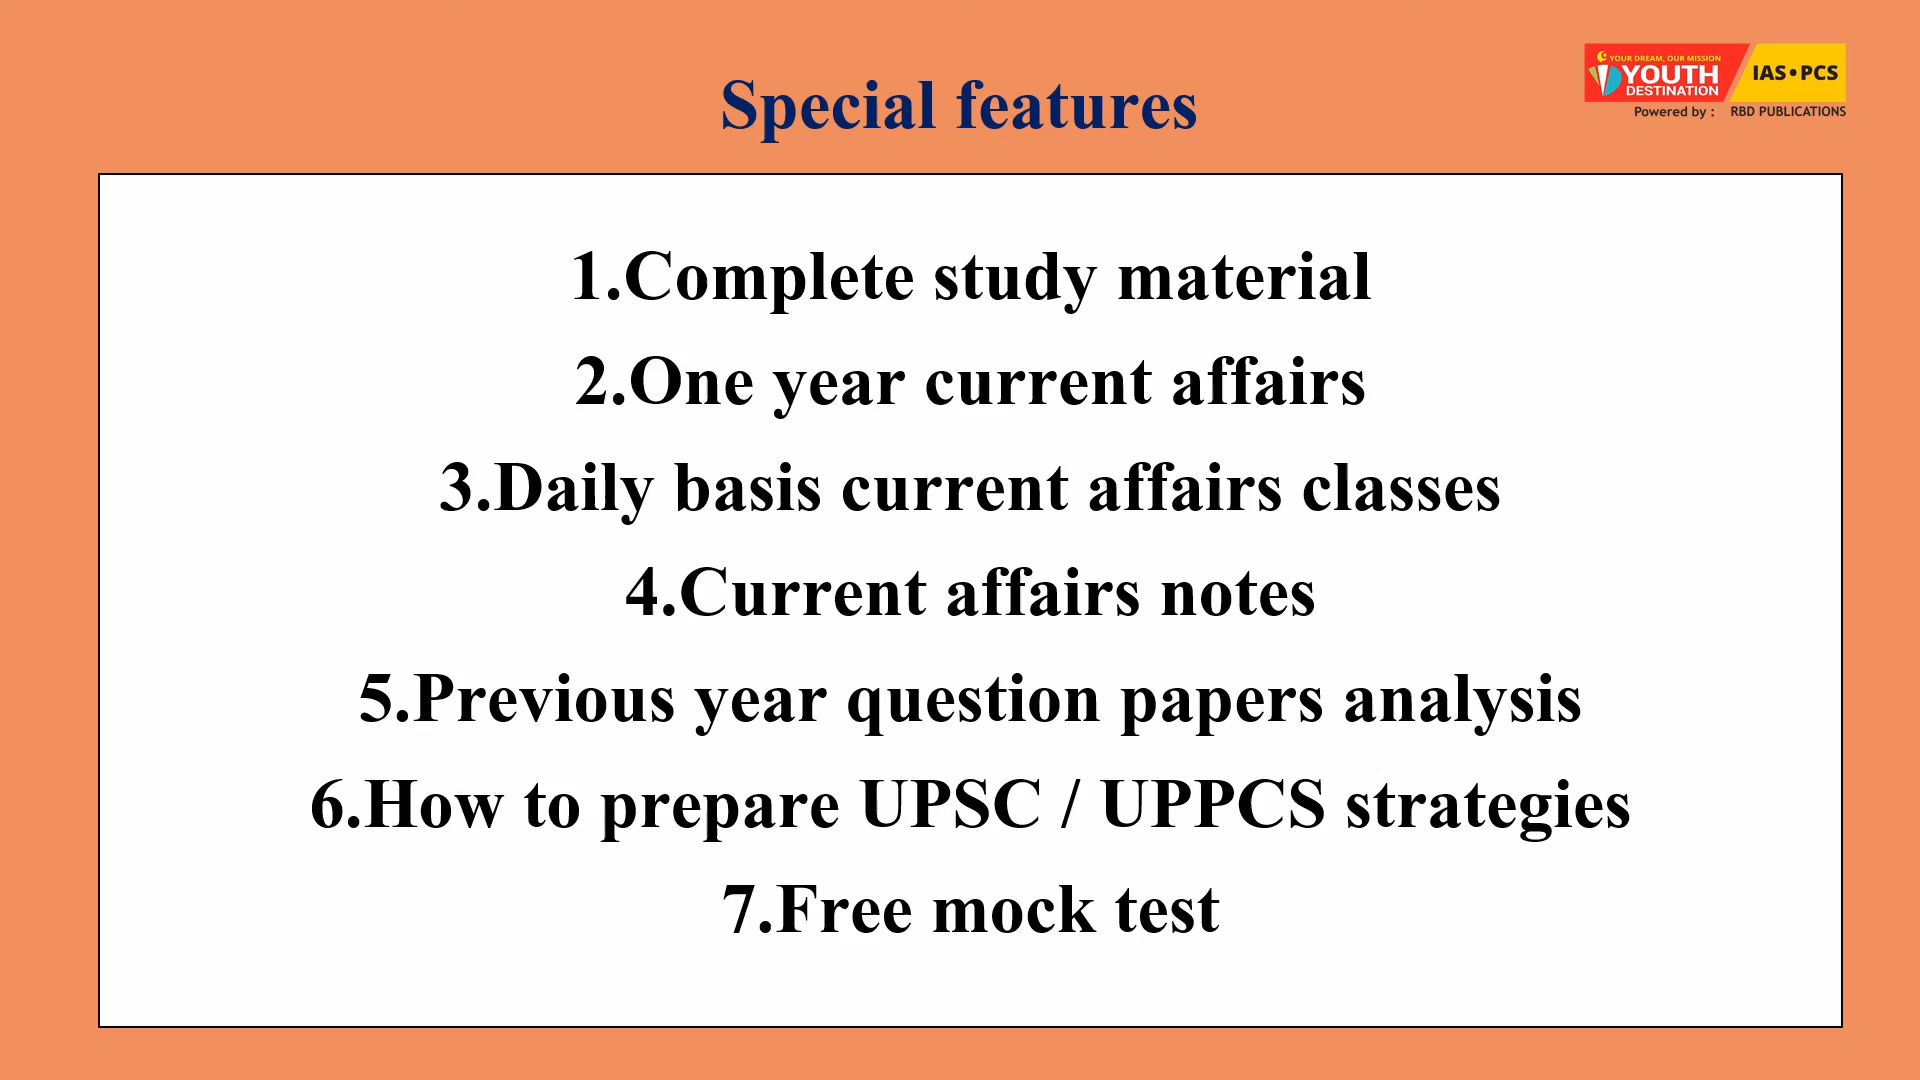 Special features
YOUR DREAM, OUR MISSION
YOUTH
DESTINATION
IAS•PCS
Powered by : RBD PUBLICATIONS
1.Complete study material
2.One year current affairs
3.Daily basis current affairs classes
4.Current affairs notes
5.Previous year question papers analysis
6.How to prepare UPSC / UPPCS strategies
7.Free mock test